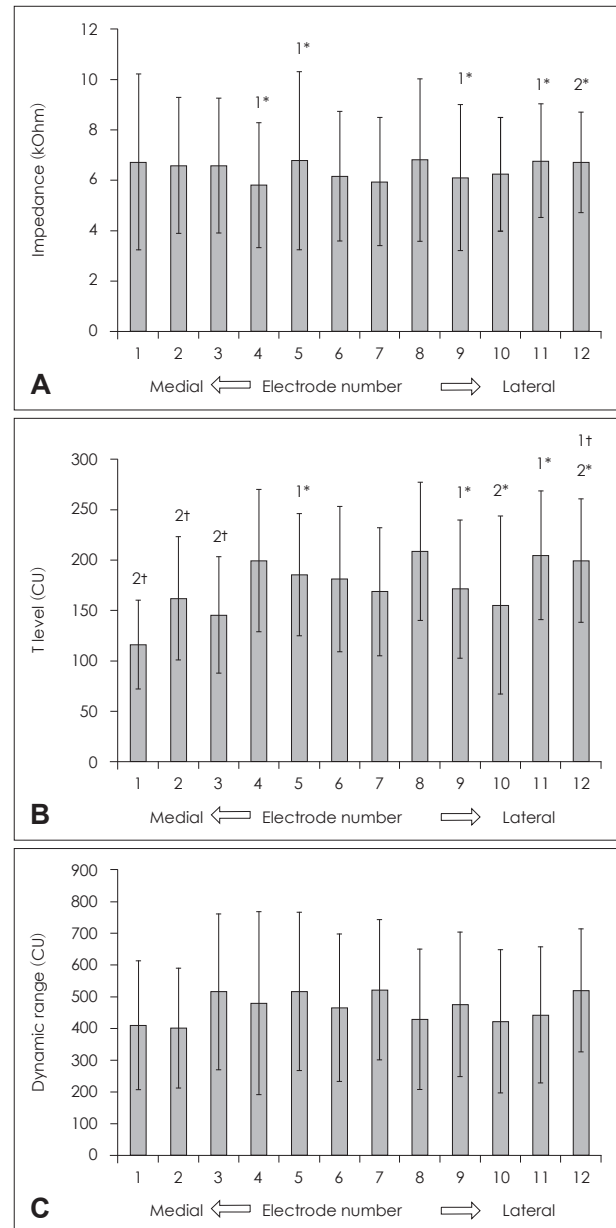 12
10
8
6
4
2
0
Impedance (kOhm)
1* 1* 1* 1* 2*
1 2 3 4 5 6 7 8 9 10 11 12
Medial Electrode number Lateral
A
300
250
200
150
100
50
0
T level (CU)
1†
2† 2† 2† 1* 1* 2* 1* 2*
1 2 3 4 5 6 7 8 9 10 11 12
Medial Electrode number Lateral
B
900
800
700
600
500
400
300
200
100
0
Dynamic range (CU)
1 2 3 4 5 6 7 8 9 10 11 12
Medial Electrode number Lateral
C